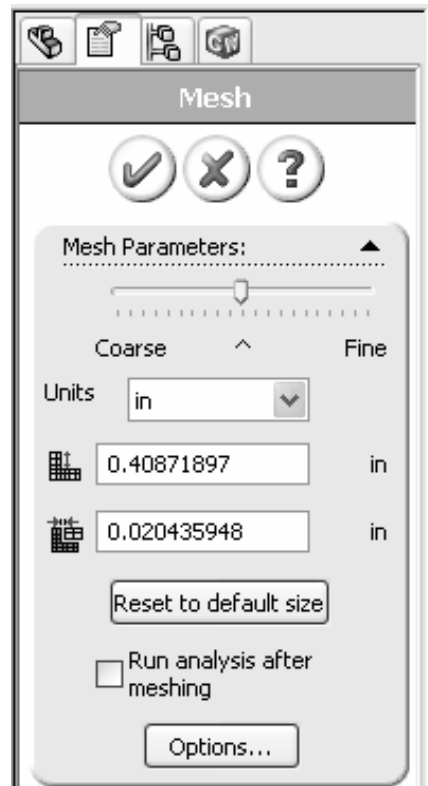 Mesh
Mesh Parameters:
Coarse ^ Fine
Units in
0.40871897 in
0.020435948 in
Reset to default size
Run analysis after
meshing
Options...